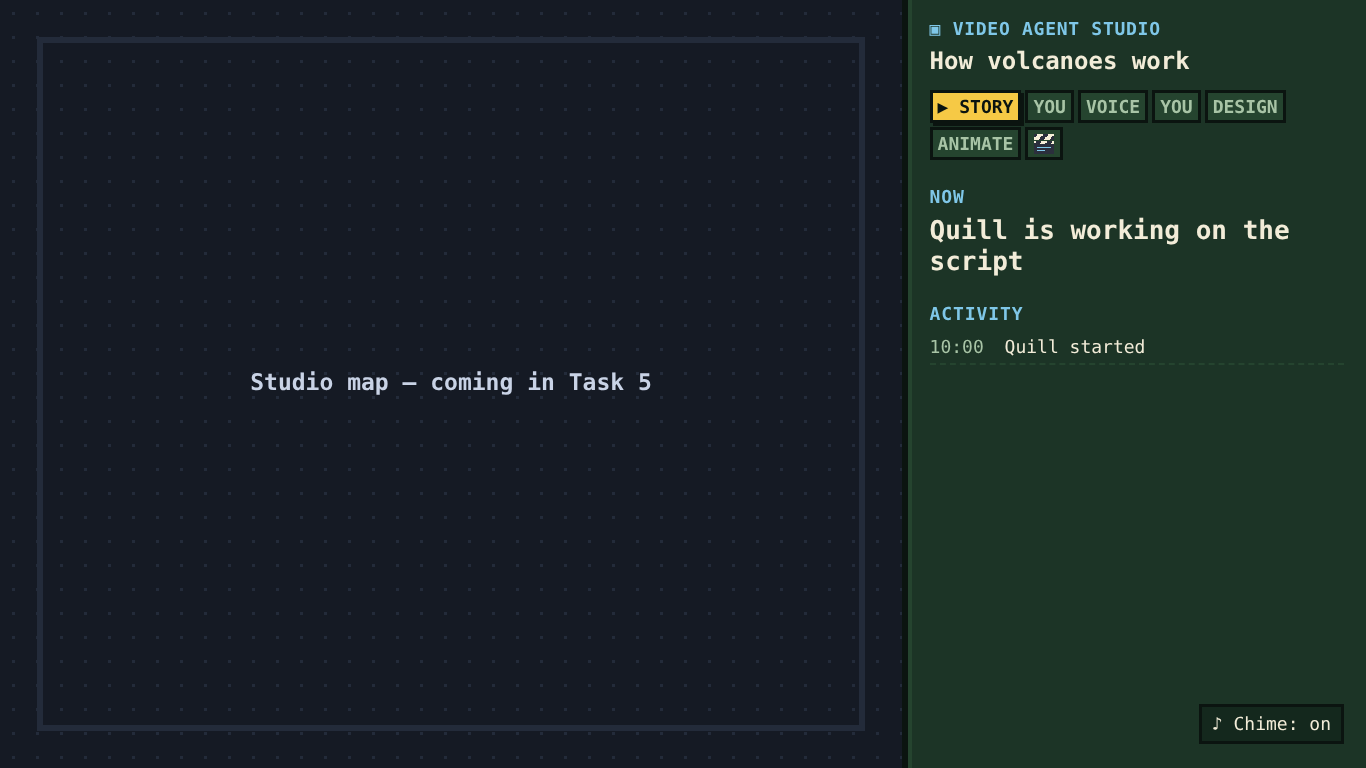 Studio map — coming in Task 5
▣ VIDEO AGENT STUDIO
How volcanoes work
▶ STORY YOU VOICE YOU DESIGN
ANIMATE
NOW
Quill is working on the
script
ACTIVITY
10:00 Quill started
♪ Chime: on